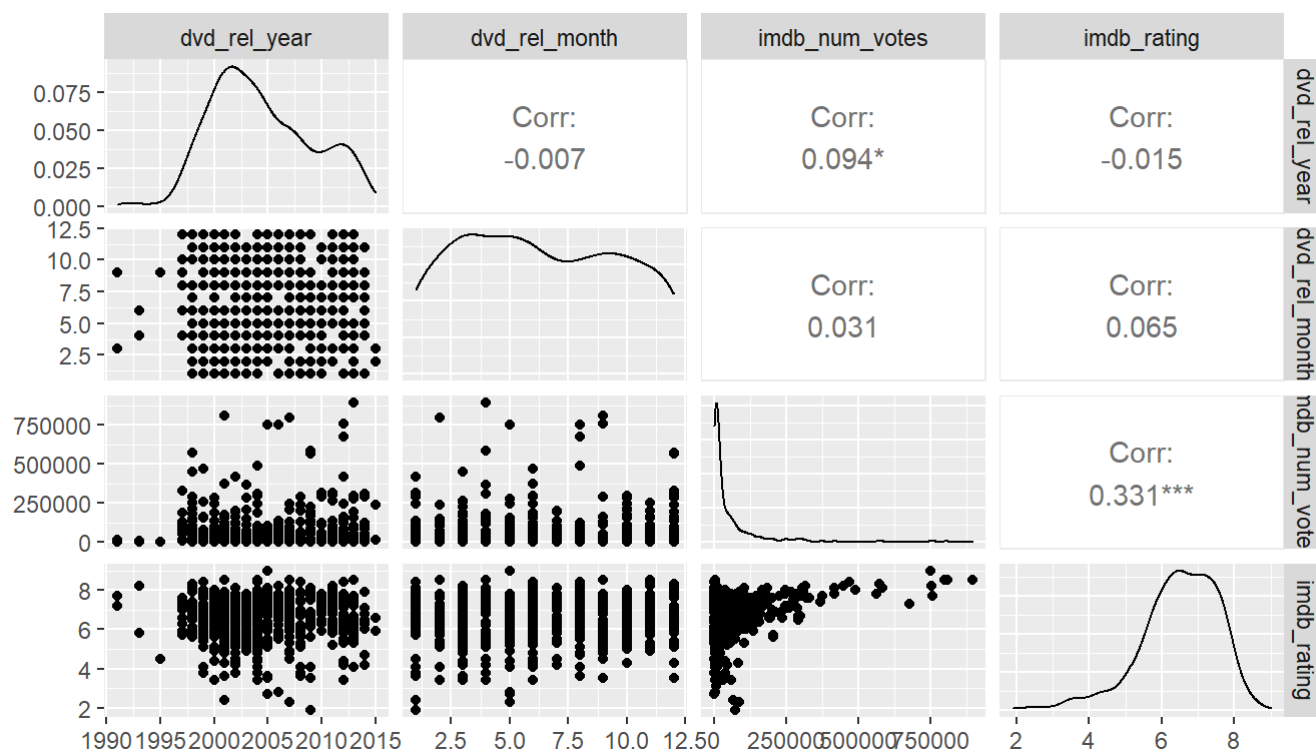 dvd_rel_year dvd_rel_month imdb_num_votes imdb_rating
0.075
0.050
0.025
0.000
Corr:
-0.007
Corr:
0.094*
Corr:
-0.015
dvd_rel_year
12.5
10.0
7.5
5.0
2.5
Corr:
0.031
Corr:
0.065
dvd_rel_month
750000
500000
250000
0
Corr:
0.331***
mdb_num_vote
8
6
4
2
imdb_rating
1990 1995 2000 2005 2010 2015 2.5 5.0 7.5 10.0 12.5 0 250000 500000 750000 2 4 6 8